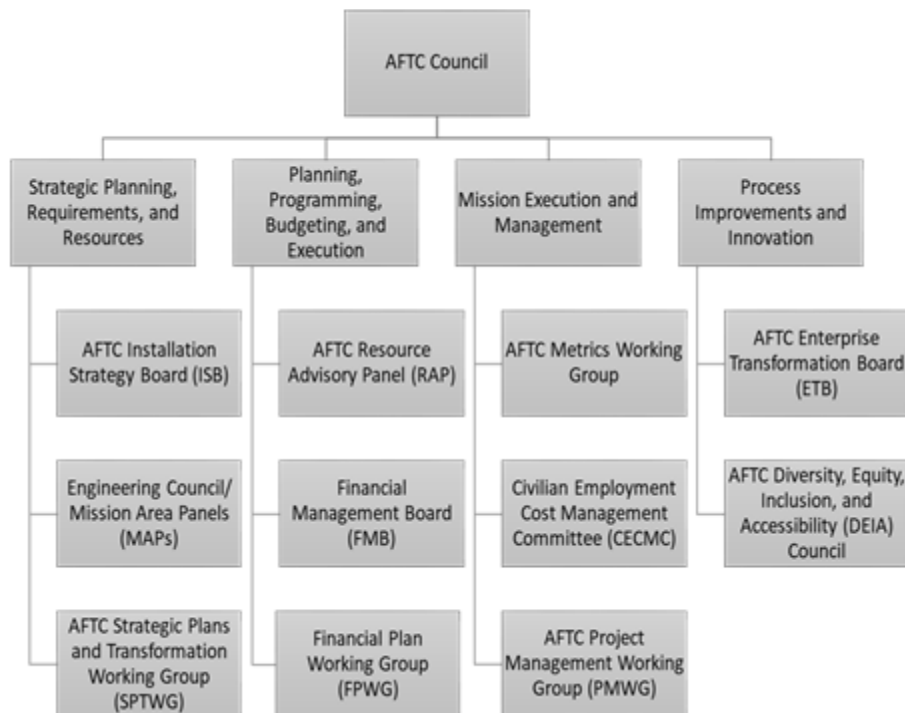 AFTC Council
Strategic Planning,
Requirements, and
Resources
Planning,
Programming,
Budgeting, and
Execution
Mission Execution and
Management
Process
Improvements and
Innovation
AFTC Installation
Strategy Board (ISB)
AFTC Resource
Advisory Panel (RAP)
AFTC Metrics Working
Group
AFTC Enterprise
Transformation Board
(ETB)
Engineering Council/
Mission Area Panels
(MAPs)
Financial
Management Board
(FMB)
Civilian Employment
Cost Management
Committee (CECMC)
AFTC Diversity, Equity,
Inclusion, and
Accessibility (DEIA)
Council
AFTC Strategic Plans
and Transformation
Working Group
(SPTWG)
Financial Plan
Working Group
(FPWG)
AFTC Project
Management Working
Group (PMWG)